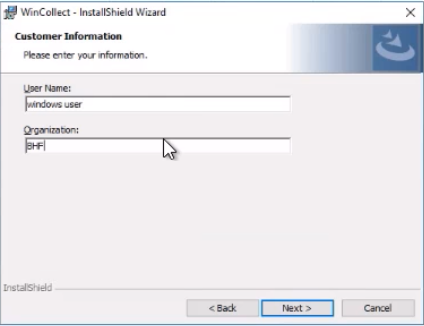 WinCollect - InstallShield Wizard
Customer Information
Please enter your information.
User Name:
windows user
Organization:
BHF
InstallShield
< Back
Next >
Cancel